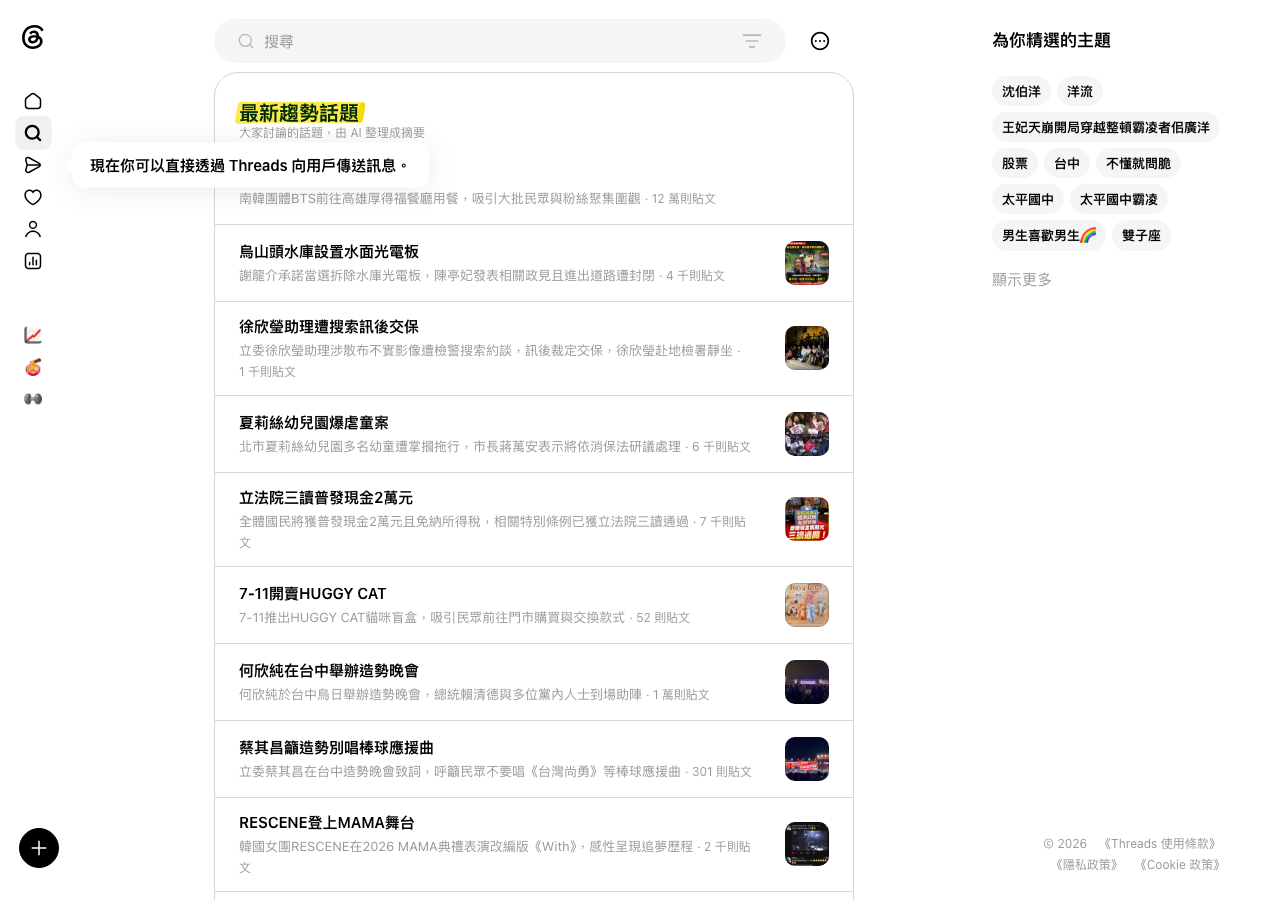 搜尋
最新趨勢話題
大家討論的話題，由 AI 整理成摘要
現在你可以直接透過 Threads 向用戶傳送訊息。
南韓團體BTS前往高雄厚得福餐廳用餐，吸引大批民眾與粉絲聚集圍觀 · 12 萬則貼文
烏山頭水庫設置水面光電板
謝龍介承諾當選拆除水庫光電板，陳亭妃發表相關政見且進出道路遭封閉 · 4 千則貼文
徐欣瑩助理遭搜索訊後交保
立委徐欣瑩助理涉散布不實影像遭檢警搜索約談，訊後裁定交保，徐欣瑩赴地檢署靜坐 ·
1 千則貼文
夏莉絲幼兒園爆虐童案
北市夏莉絲幼兒園多名幼童遭掌摑拖行，市長蔣萬安表示將依消保法研議處理 · 6 千則貼文
立法院三讀普發現金2萬元
全體國民將獲普發現金2萬元且免納所得稅，相關特別條例已獲立法院三讀通過 · 7 千則貼
文
7-11開賣HUGGY CAT
7-11推出HUGGY CAT貓咪盲盒，吸引民眾前往門市購買與交換款式 · 52 則貼文
何欣純在台中舉辦造勢晚會
何欣純於台中烏日舉辦造勢晚會，總統賴清德與多位黨內人士到場助陣 · 1 萬則貼文
蔡其昌籲造勢別唱棒球應援曲
立委蔡其昌在台中造勢晚會致詞，呼籲民眾不要唱《台灣尚勇》等棒球應援曲 · 301 則貼文
RESCENE登上MAMA舞台
韓國女團RESCENE在2026 MAMA典禮表演改編版《With》，感性呈現追夢歷程 · 2 千則貼
文
為你精選的主題
沈伯洋 洋流
王妃天崩開局穿越整頓霸凌者佀廣洋
股票 台中 不懂就問脆
太平國中 太平國中霸凌
男生喜歡男生🌈 雙子座
顯示更多
© 2026 《Threads 使用條款》
《隱私政策》 《Cookie 政策》